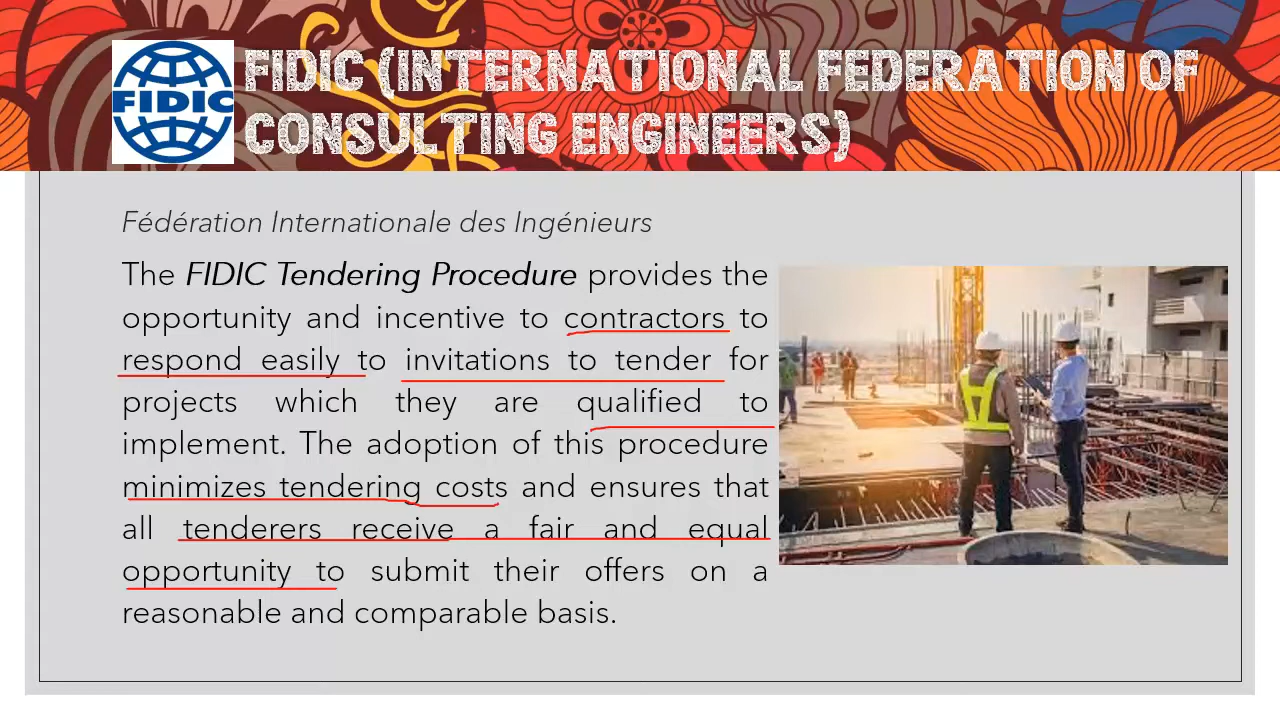 FIDIC
FIDIC (INTERNATIONAL FEDERATION OF
CONSULTING ENGINEERS)
Fédération Internationale des Ingénieurs
The FIDIC Tendering Procedure provides the
opportunity and incentive to contractors to
respond easily to invitations to tender for
projects which they are qualified to
implement. The adoption of this procedure
minimizes tendering costs and ensures that
all tenderers receive a fair and equal
opportunity to submit their offers on a
reasonable and comparable basis.